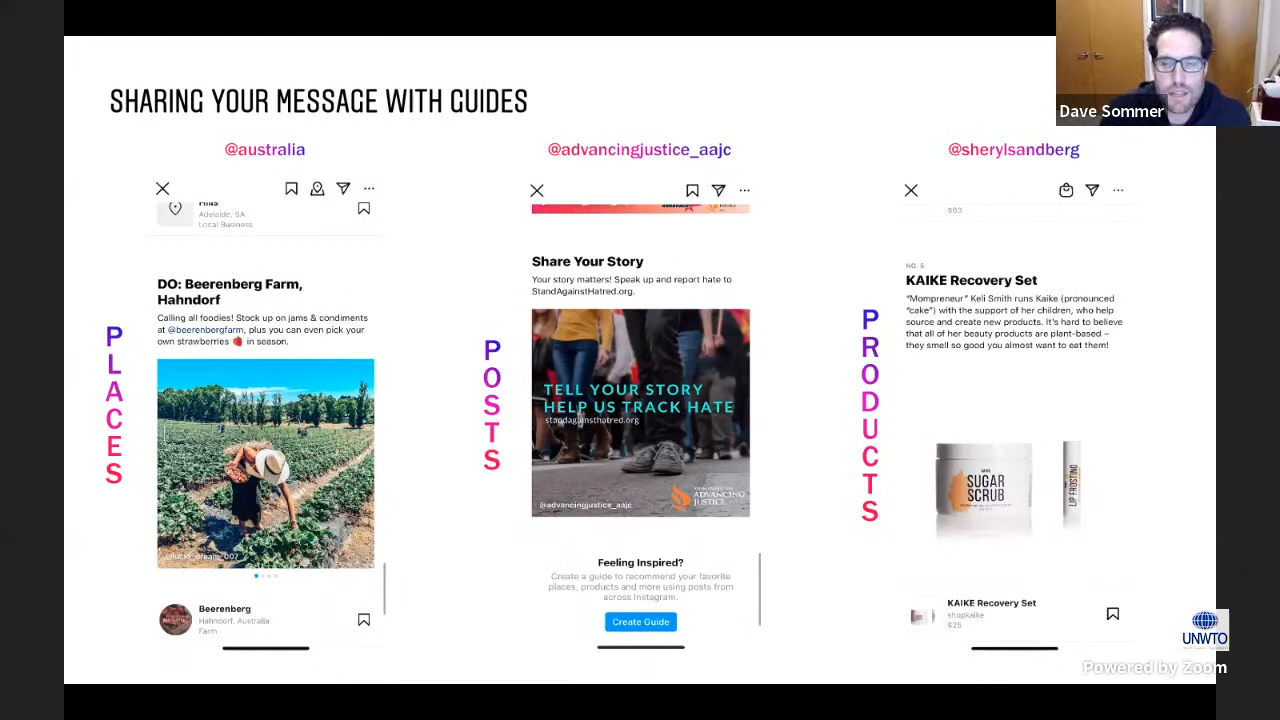 SHARING YOUR MESSAGE WITH GUIDES
Dave Sommer
@australia
Adelaide, SA
Local Business
DO: Beerenberg Farm,
Hahndorf
Calling all foodies! Stock up on jams & condiments
at @beerenbergfarm, plus you can even pick your
own strawberries 🍓 in season.
PLACES
@lucid_dream_007
Beerenberg
Hahndorf, Australia
Farm
@advancingjustice_aajc
Share Your Story
Your story matters! Speak up and report hate to
StandAgainstHatred.org.
POSTS
TELL YOUR STORY
HELP US TRACK HATE
standagainsthatred.org
ADVANCING
JUSTICE
@advancingjustice_aajc
Feeling Inspired?
Create a guide to recommend your favorite
places, products and more using posts from
across Instagram.
Create Guide
@sherylsandberg
$83
NO. 5
KAIKE Recovery Set
"Mompreneur" Keli Smith runs Kaike (pronounced
"cake") with the support of her children, who help
source and create new products. It's hard to believe
that all of her beauty products are plant-based –
they smell so good you almost want to eat them!
PRODUCTS
SUGAR
SCRUB
LIP FROSTING
KAIKE Recovery Set
shopkaike
$25
UNWTO
Powered by Zoom